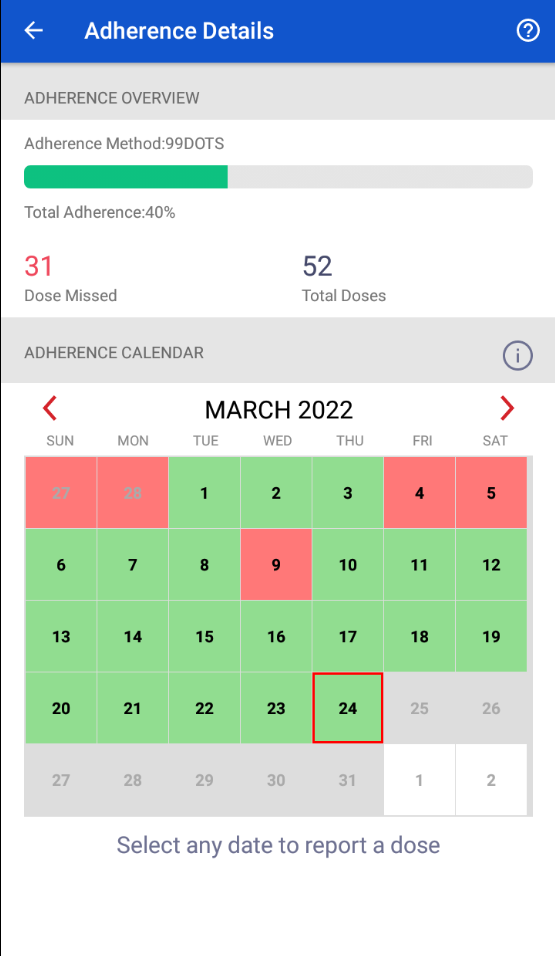 Adherence Details
ADHERENCE OVERVIEW
Adherence Method:99DOTS
Total Adherence:40%
31 52
Dose Missed Total Doses
ADHERENCE CALENDAR
MARCH 2022
SUN MON TUE WED THU FRI SAT
27 28 1 2 3 4 5
6 7 8 9 10 11 12
13 14 15 16 17 18 19
20 21 22 23 24 25 26
27 28 29 30 31 1 2
Select any date to report a dose